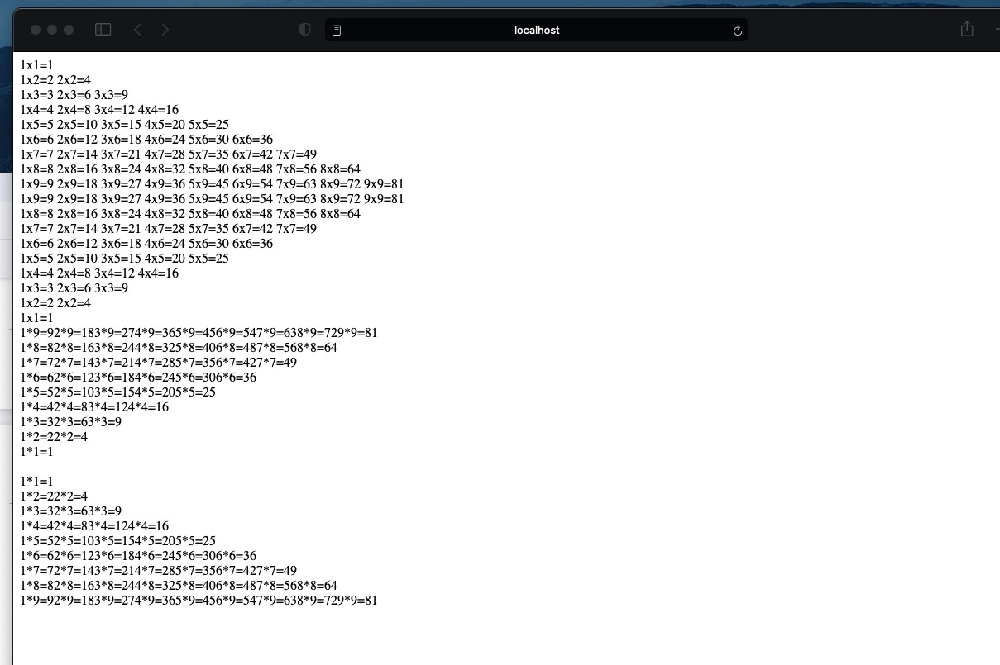 localhost
1x1=1
1x2=2 2x2=4
1x3=3 2x3=6 3x3=9
1x4=4 2x4=8 3x4=12 4x4=16
1x5=5 2x5=10 3x5=15 4x5=20 5x5=25
1x6=6 2x6=12 3x6=18 4x6=24 5x6=30 6x6=36
1x7=7 2x7=14 3x7=21 4x7=28 5x7=35 6x7=42 7x7=49
1x8=8 2x8=16 3x8=24 4x8=32 5x8=40 6x8=48 7x8=56 8x8=64
1x9=9 2x9=18 3x9=27 4x9=36 5x9=45 6x9=54 7x9=63 8x9=72 9x9=81
1x9=9 2x9=18 3x9=27 4x9=36 5x9=45 6x9=54 7x9=63 8x9=72 9x9=81
1x8=8 2x8=16 3x8=24 4x8=32 5x8=40 6x8=48 7x8=56 8x8=64
1x7=7 2x7=14 3x7=21 4x7=28 5x7=35 6x7=42 7x7=49
1x6=6 2x6=12 3x6=18 4x6=24 5x6=30 6x6=36
1x5=5 2x5=10 3x5=15 4x5=20 5x5=25
1x4=4 2x4=8 3x4=12 4x4=16
1x3=3 2x3=6 3x3=9
1x2=2 2x2=4
1x1=1
1*9=92*9=183*9=274*9=365*9=456*9=547*9=638*9=729*9=81
1*8=82*8=163*8=244*8=325*8=406*8=487*8=568*8=64
1*7=72*7=143*7=214*7=285*7=356*7=427*7=49
1*6=62*6=123*6=184*6=245*6=306*6=36
1*5=52*5=103*5=154*5=205*5=25
1*4=42*4=83*4=124*4=16
1*3=32*3=63*3=9
1*2=22*2=4
1*1=1
1*1=1
1*2=22*2=4
1*3=32*3=63*3=9
1*4=42*4=83*4=124*4=16
1*5=52*5=103*5=154*5=205*5=25
1*6=62*6=123*6=184*6=245*6=306*6=36
1*7=72*7=143*7=214*7=285*7=356*7=427*7=49
1*8=82*8=163*8=244*8=325*8=406*8=487*8=568*8=64
1*9=92*9=183*9=274*9=365*9=456*9=547*9=638*9=729*9=81